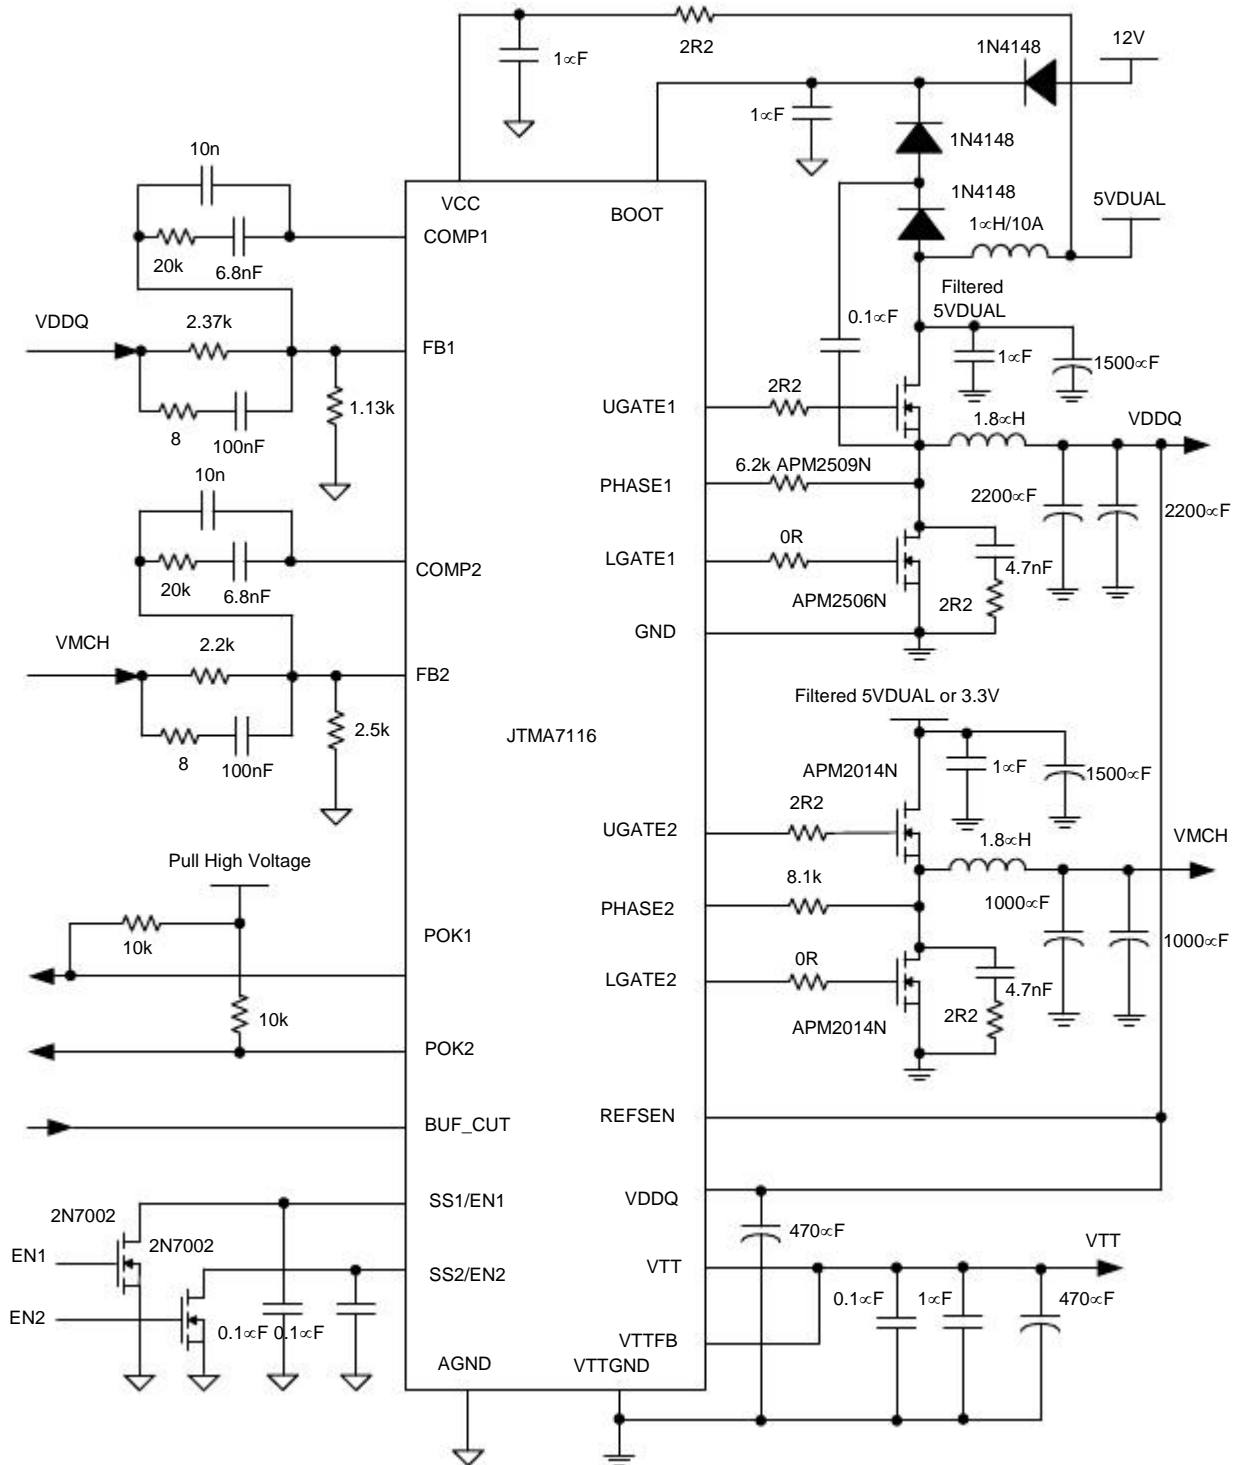 2R2
1∝F
1N4148
12V
1∝F
1N4148
10n
VCC
BOOT
1N4148
5VDUAL
COMP1
1∝H/10A
20k
6.8nF
Filtered
5VDUAL
VDDQ
2.37k
0.1∝F
FB1
1∝F
1500∝F
2R2
UGATE1
1.13k
8
100nF
1.8∝H
VDDQ
10n
6.2k APM2509N
PHASE1
2200∝F
2200∝F
0R
LGATE1
4.7nF
COMP2
20k
6.8nF
APM2506N
2R2
GND
VMCH
2.2k
FB2
Filtered 5VDUAL or 3.3V
2.5k
JTMA7116
8
100nF
APM2014N
1∝F
1500∝F
2R2
UGATE2
1.8∝H
VMCH
Pull High Voltage
8.1k
PHASE2
1000∝F
1000∝F
POK1
10k
0R
LGATE2
4.7nF
10k
2R2
APM2014N
POK2
REFSEN
BUF_CUT
SS1/EN1
VDDQ
2N7002
470∝F
2N7002
VTT
EN1
VTT
SS2/EN2
0.1∝F
1∝F
470∝F
EN2
0.1∝F
0.1∝F
VTTFB
AGND
VTTGND